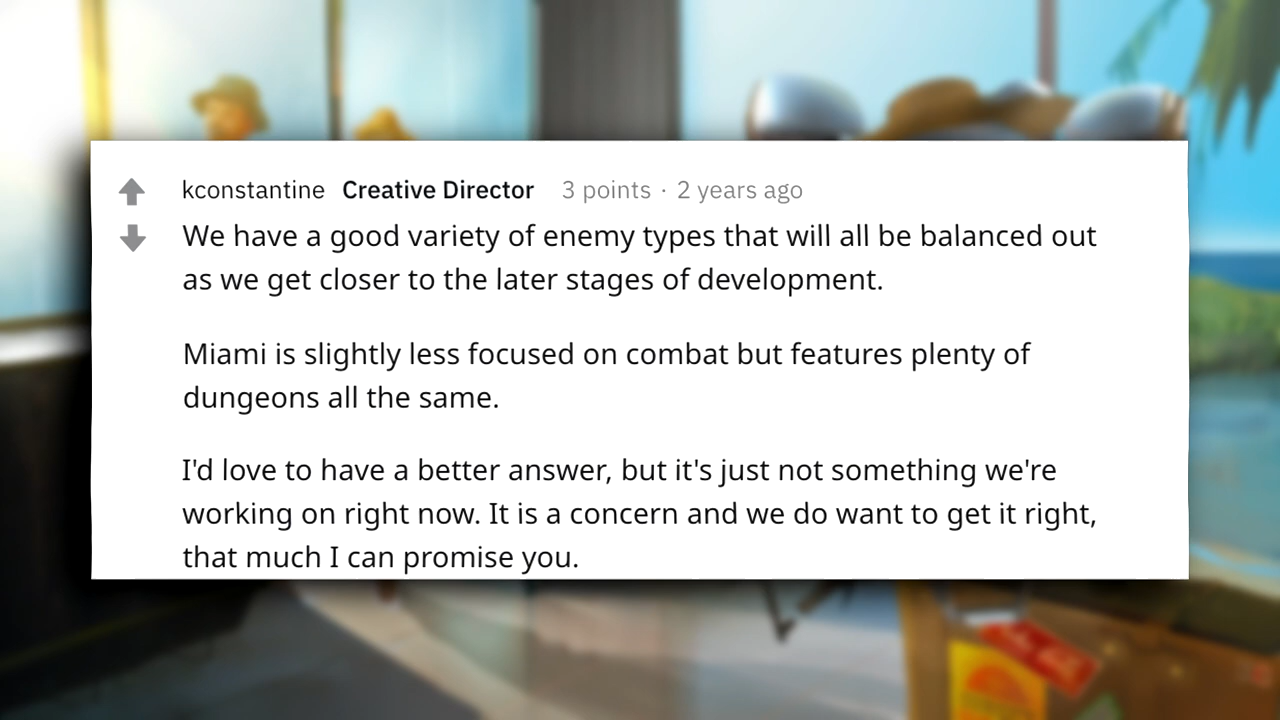 kconstantine Creative Director 3 points · 2 years ago
We have a good variety of enemy types that will all be balanced out
as we get closer to the later stages of development.
Miami is slightly less focused on combat but features plenty of
dungeons all the same.
I'd love to have a better answer, but it's just not something we're
working on right now. It is a concern and we do want to get it right,
that much I can promise you.